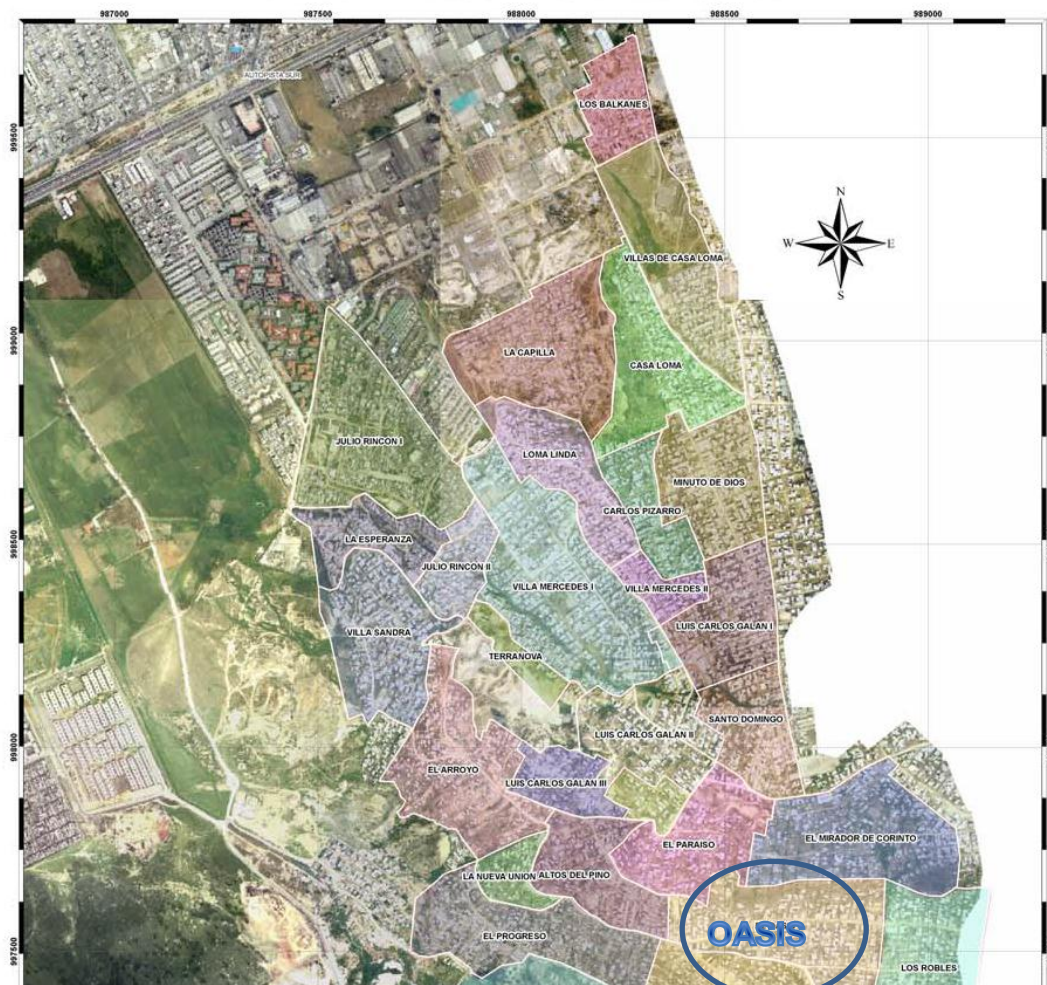 987000
987500
988000
988500
989000
AUTOPISTA SUR
LOS BALKANES
999500
N
W
E
S
VILLAS DE CASA LOMA
999000
LA CAPILLA
CASA LOMA
JULIO RINCON I
LOMA LINDA
MINUTO DE DIOS
CARLOS PIZARRO
998500
LA ESPERANZA
JULIO RINCON II
VILLA MERCEDES I
VILLA MERCEDES II
VILLA SANDRA
LUIS CARLOS GALAN I
TERRANOVA
SANTO DOMINGO
LUIS CARLOS GALAN II
998000
EL ARROYO
LUIS CARLOS GALAN III
EL PARAISO
EL MIRADOR DE CORINTO
LA NUEVA UNION
ALTOS DEL PINO
EL PROGRESO
OASIS
997500
LOS ROBLES